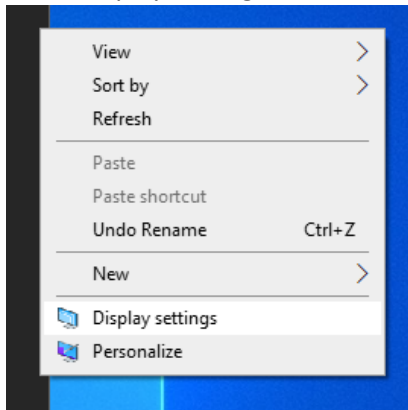 View
Sort by
Refresh
Paste
Paste shortcut
Undo Rename Ctrl+Z
New
Display settings
Personalize